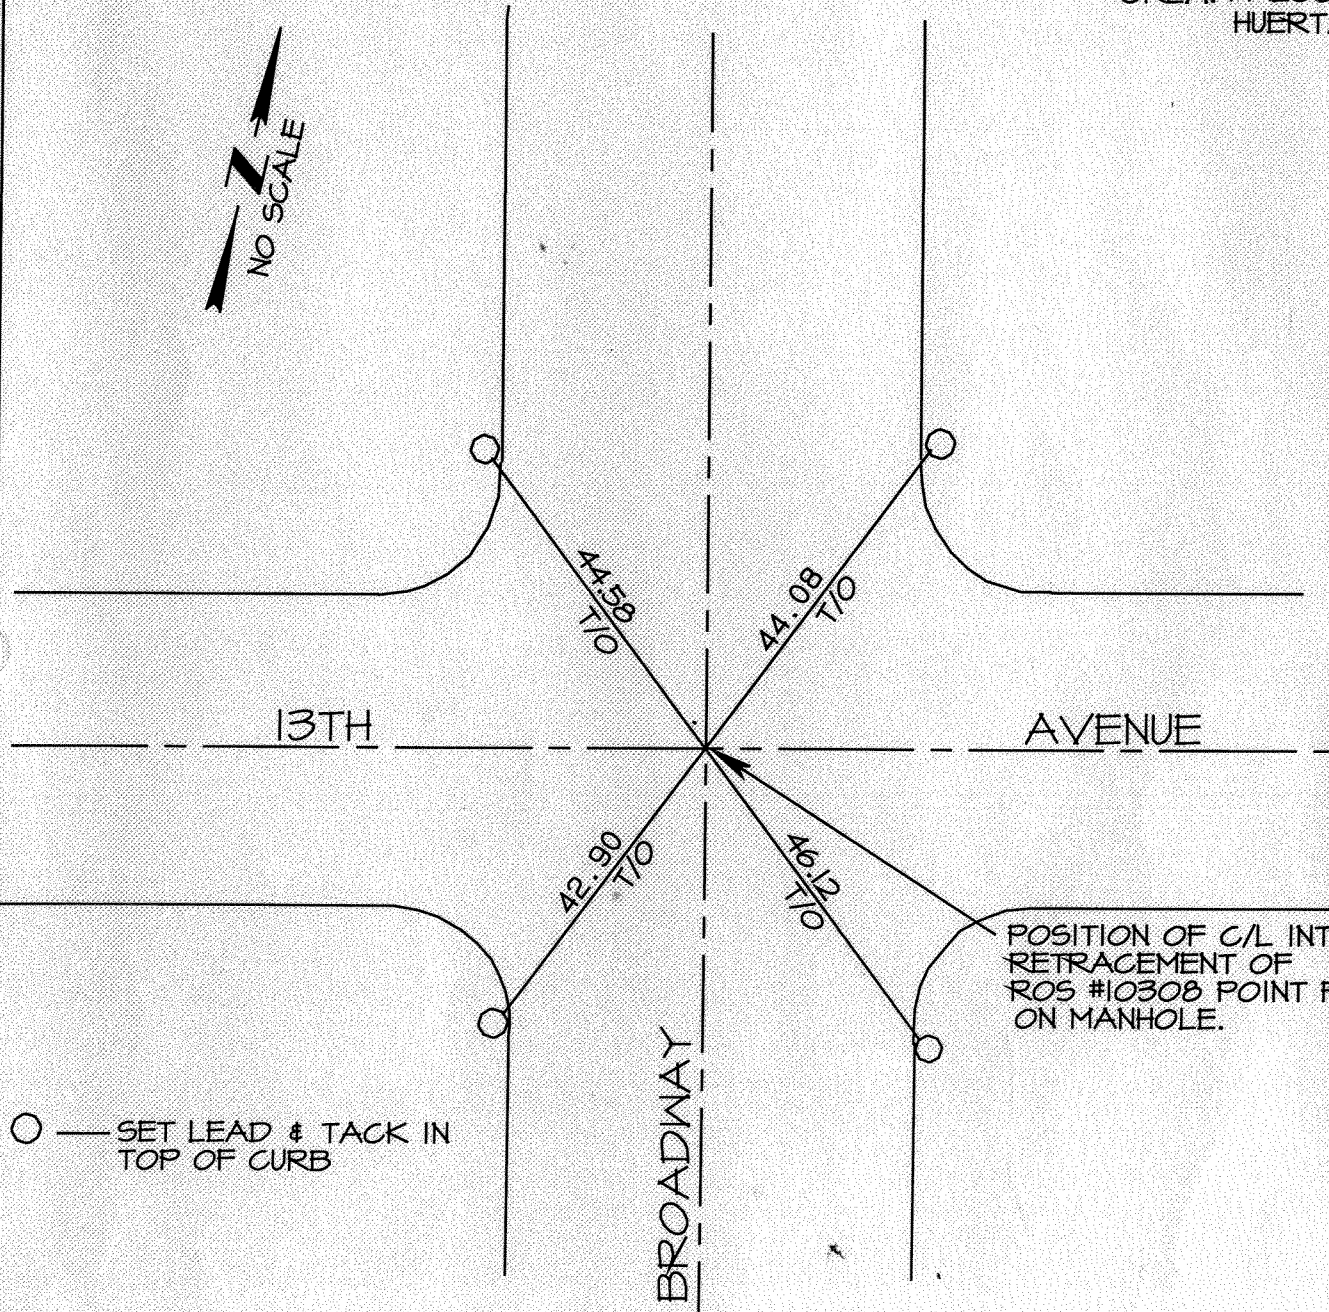 HUERT
N
NO SCALE
44.58
T/O
44.08
T/O
13TH AVENUE
42.90
T/O
46.12
T/O
POSITION OF C/L INT
RETRACEMENT OF
ROS #10308 POINT
ON MANHOLE.
BROADWAY
SET LEAD & TACK IN
TOP OF CURB